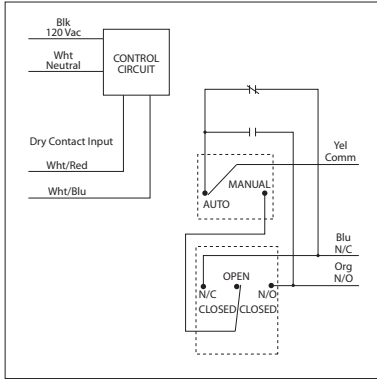 Blk
120 Vac
Wht
Neutral
CONTROL
CIRCUIT
Dry Contact Input
Wht/Red
Wht/Blu
Yel
Comm
MANUAL
AUTO
Blu
N/C
Org
N/O
OPEN
N/C
N/O
CLOSED
CLOSED